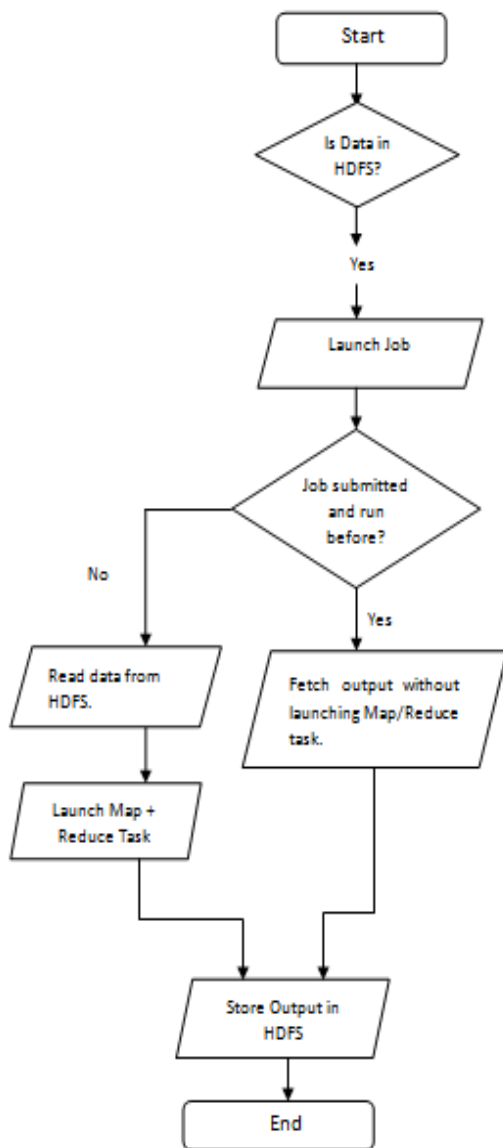 Start
Is Data in
HDFS?
Yes
Launch Job
Job submitted
and run
before?
No
Yes
Read data from
HDFS.
Fetch output without
launching Map/Reduce
task.
Launch Map +
Reduce Task
Store Output in
HDFS
End